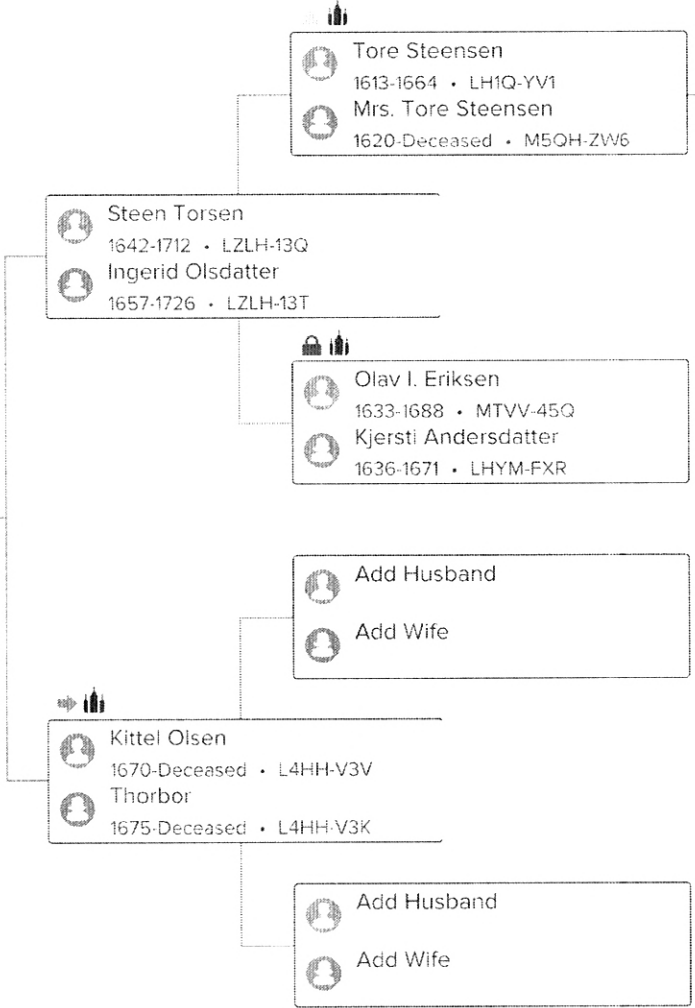 Tore Steensen
1613-1664 • LH1Q-YV1
Mrs. Tore Steensen
1620-Deceased • M5QH-ZW6
Steen Torsen
1642-1712 • LZLH-13Q
Ingerid Olsdatter
1657-1726 • LZLH-13T
Olav I. Eriksen
1633-1688 • MTVV-45Q
Kjersti Andersdatter
1636-1671 • LHYM-FXR
Add Husband
Add Wife
Kittel Olsen
1670-Deceased • L4HH-V3V
Thorbor
1675-Deceased • L4HH-V3K
Add Husband
Add Wife